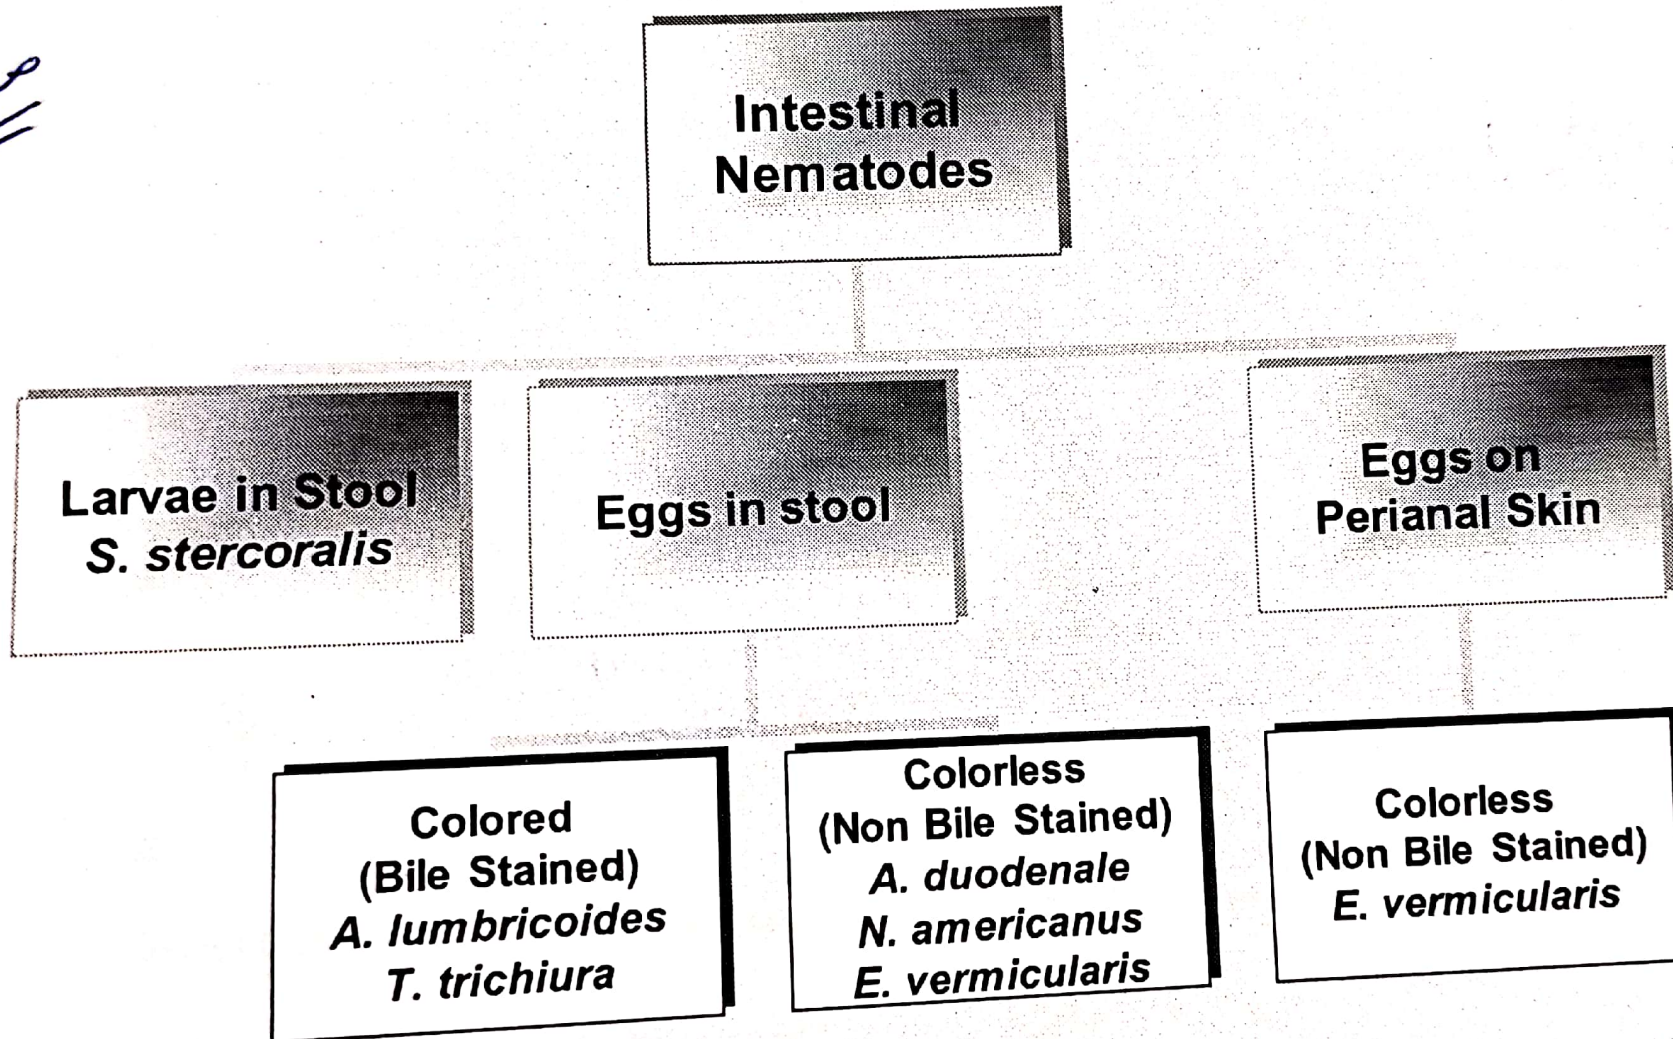 Intestinal
Nematodes
Larvae in Stool
S. stercoralis
Eggs in stool
Eggs on
Perianal Skin
Colored
(Bile Stained)
A. lumbricoides
T. trichiura
Colorless
(Non Bile Stained)
A. duodenale
N. americanus
E. vermicularis
Colorless
(Non Bile Stained)
E. vermicularis